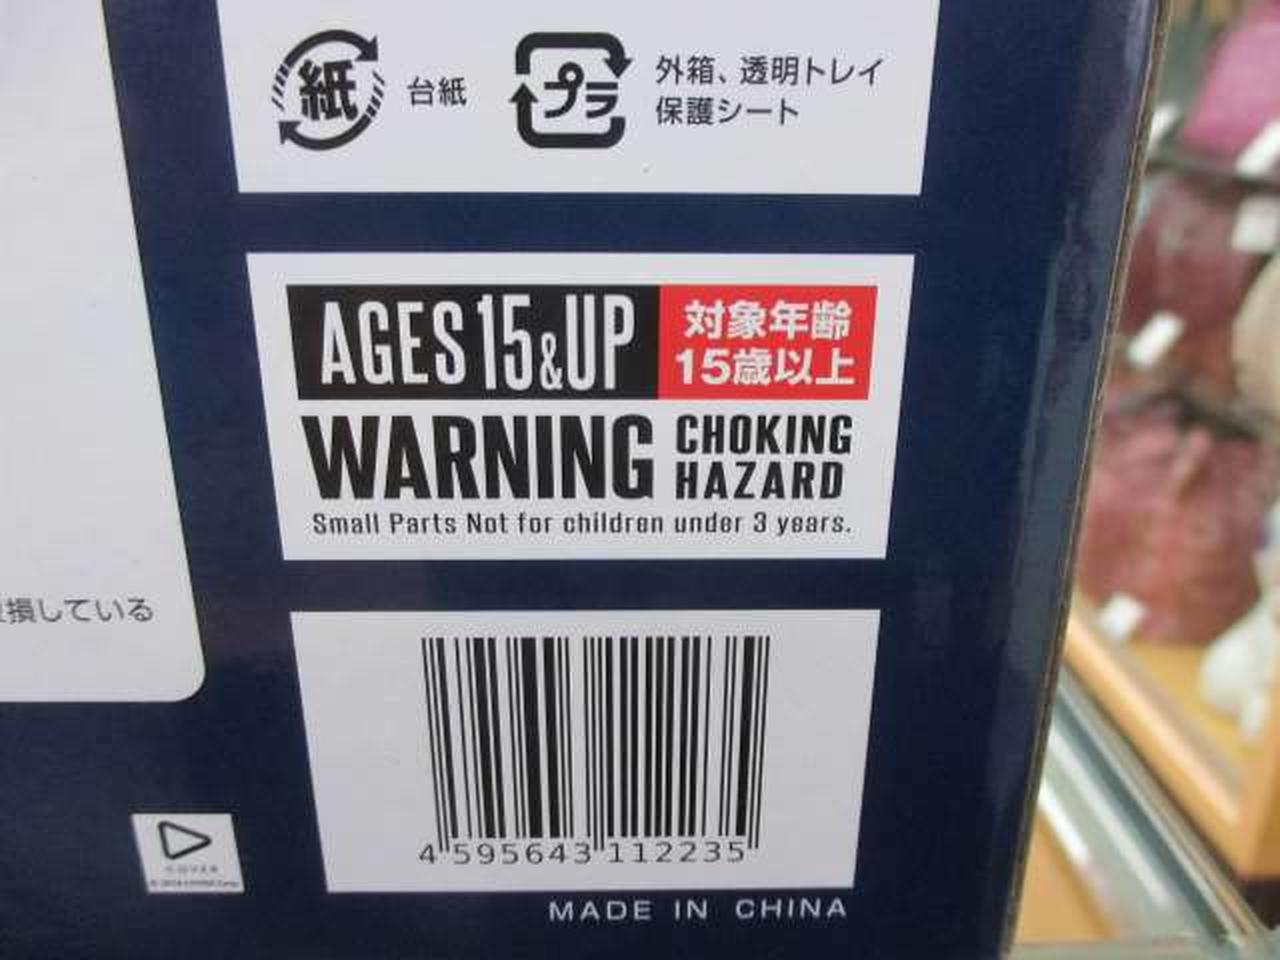 紙 台紙
プラ 外箱、透明トレイ
保護シート
AGES 15 & UP
対象年齢
15歳以上
WARNING
CHOKING
HAZARD
Small Parts Not for children under 3 years.
損している
4 595643 112235
COVER
MADE IN CHINA